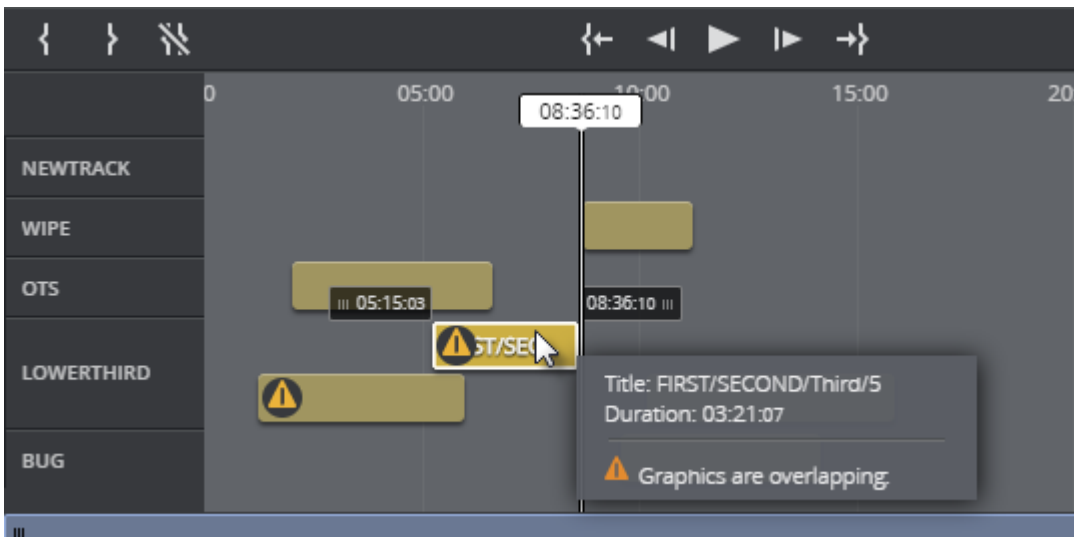 0 05:00 10:00 15:00 20
08:36:10
NEWTRACK
WIPE
OTS
05:15:03 08:36:10
LOWERTHIRD
ST/SEC
Title: FIRST/SECOND/Third/5
Duration: 03:21:07
Graphics are overlapping.
BUG